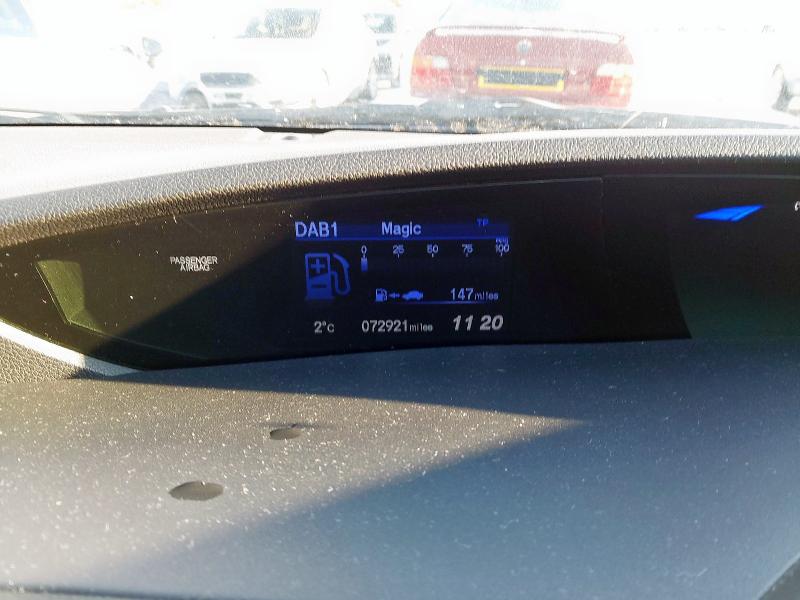 DAB1 Magic TP
PASSENGER
AIRBAG
0 25 50 75 100
147 miles
2°c 072921 miles 11 20